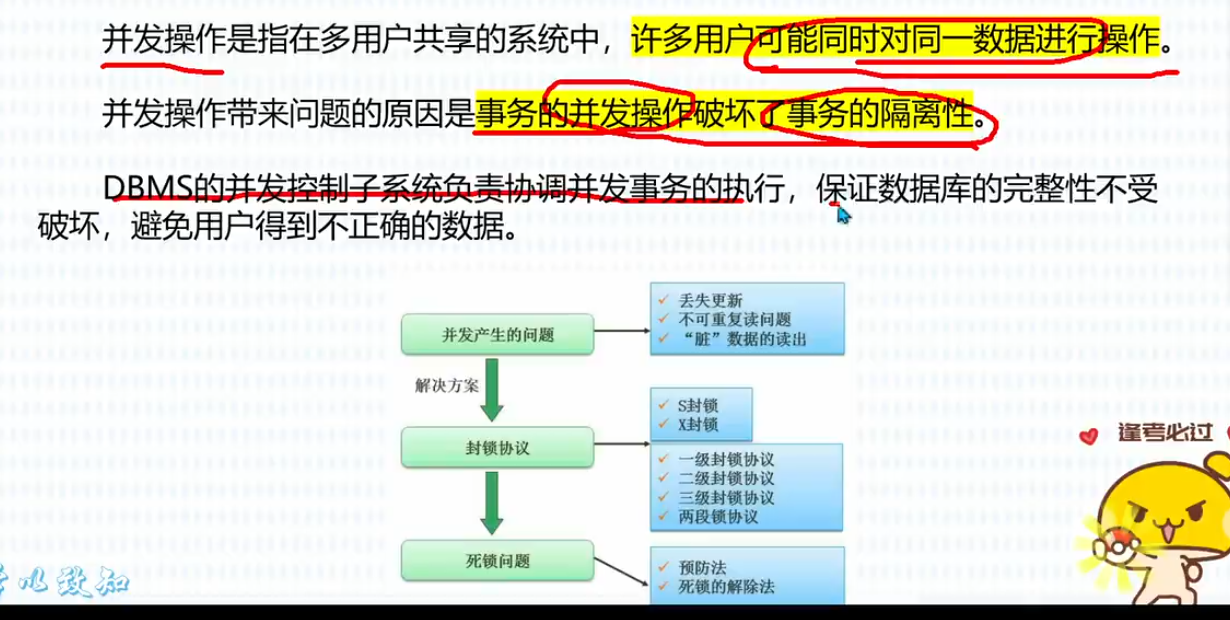 并发操作是指在多用户共享的系统中，许多用户可能同时对同一数据进行操作。
并发操作带来问题的原因是事务的并发操作破坏了事务的隔离性。
DBMS的并发控制子系统负责协调并发事务的执行，保证数据库的完整性不受
破坏，避免用户得到不正确的数据。
并发产生的问题
✓ 丢失更新
✓ 不可重复读问题
✓ “脏”数据的读出
解决方案
封锁协议
✓ S封锁
✓ X封锁
✓ 一级封锁协议
✓ 二级封锁协议
✓ 三级封锁协议
✓ 两段锁协议
死锁问题
✓ 预防法
✓ 死锁的解除法
逢考必过
以致知